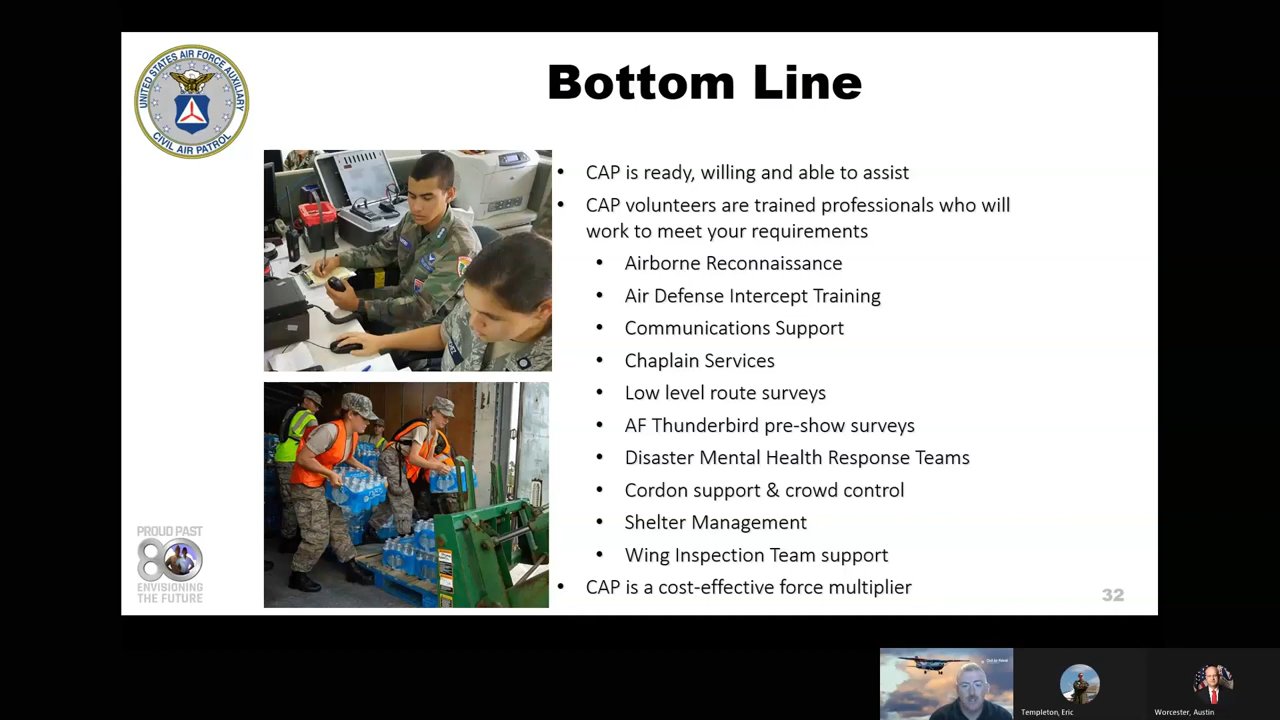 UNITED STATES AIR FORCE AUXILIARY
CIVIL AIR PATROL
Bottom Line
• CAP is ready, willing and able to assist
• CAP volunteers are trained professionals who will
work to meet your requirements
• Airborne Reconnaissance
• Air Defense Intercept Training
• Communications Support
• Chaplain Services
• Low level route surveys
• AF Thunderbird pre-show surveys
• Disaster Mental Health Response Teams
• Cordon support & crowd control
• Shelter Management
• Wing Inspection Team support
• CAP is a cost-effective force multiplier
PROUD PAST
80
ENVISIONING
THE FUTURE
32
Templeton, Eric
Worcester, Austin